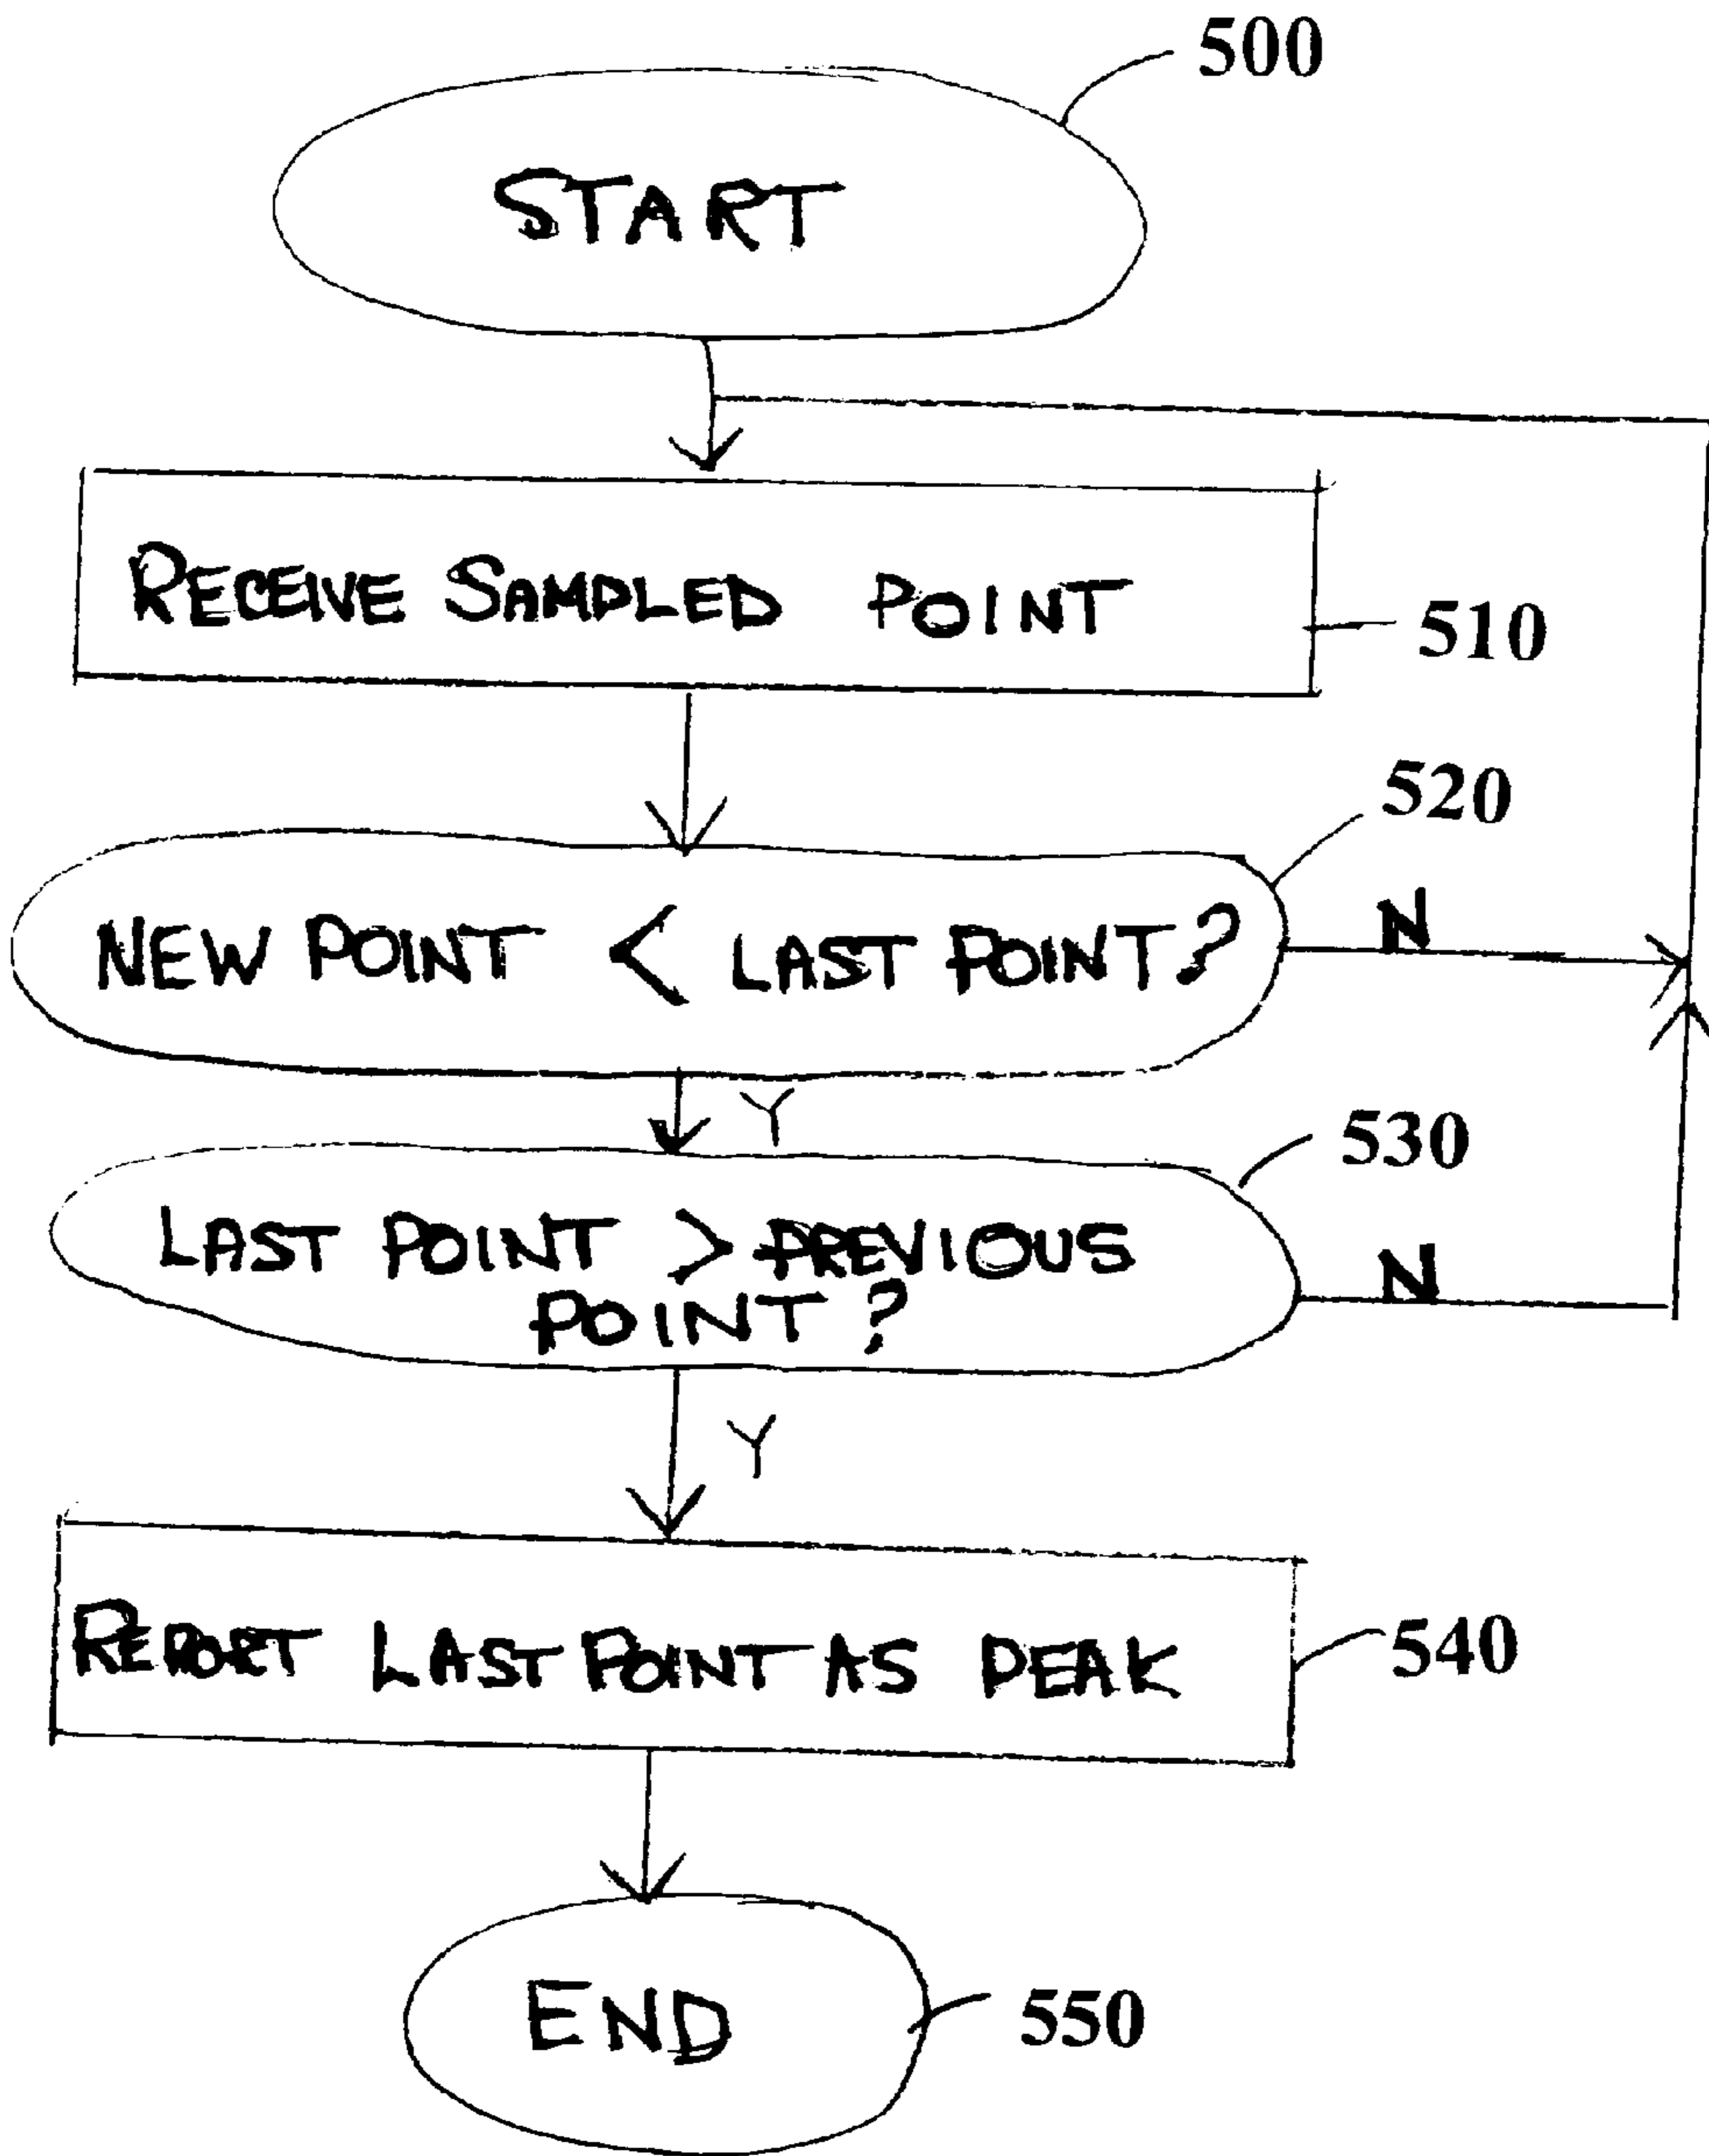 500
START
RECEIVE SAMPLED POINT
510
520
NEW POINT < LAST POINT?
N
Y
530
LAST POINT > PREVIOUS
POINT?
N
Y
REPORT LAST POINT AS PEAK
540
END
550